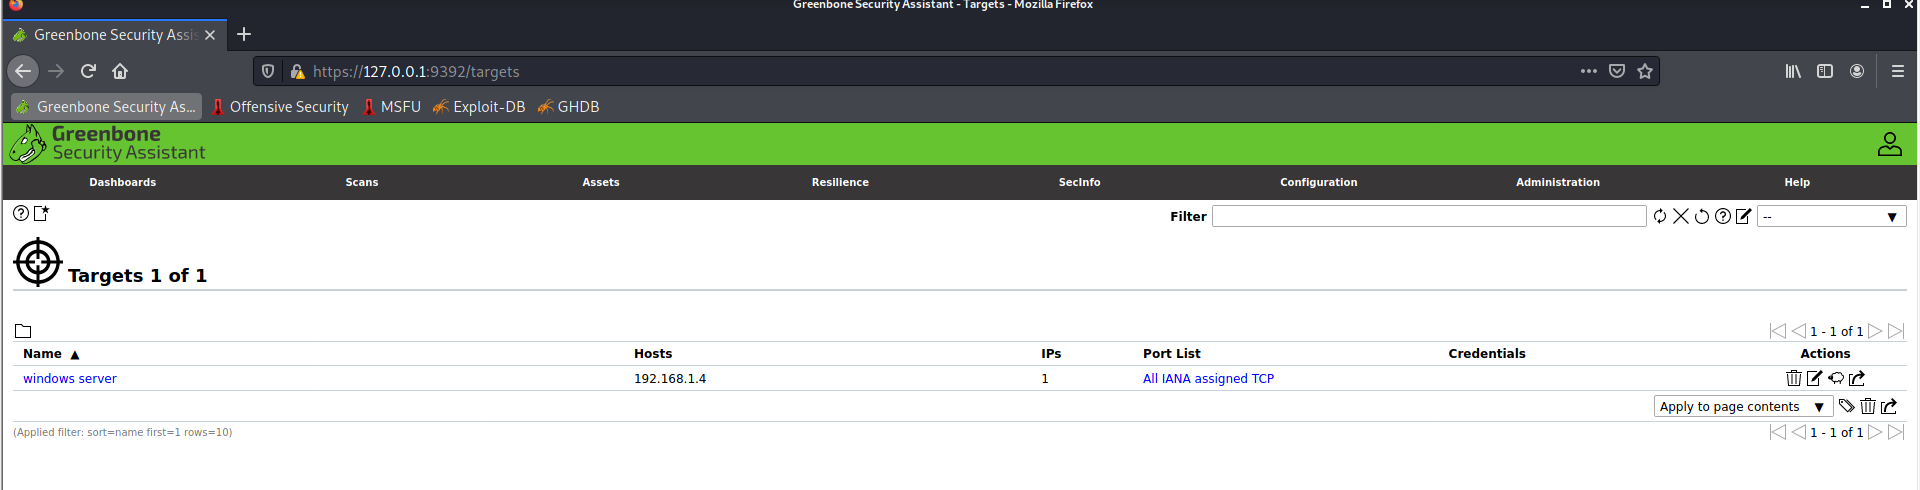 Greenbone Security Assistant - Targets - Mozilla Firefox
Greenbone Security Assis
https://127.0.0.1:9392/targets
Greenbone Security As... Offensive Security MSFU Exploit-DB GHDB
Greenbone
Security Assistant
Dashboards Scans Assets Resilience SecInfo Configuration Administration Help
Filter --
Targets 1 of 1
1 - 1 of 1
Name ▲ Hosts IPs Port List Credentials Actions
windows server 192.168.1.4 1 All IANA assigned TCP
Apply to page contents ▼
(Applied filter: sort=name first=1 rows=10) 1 - 1 of 1